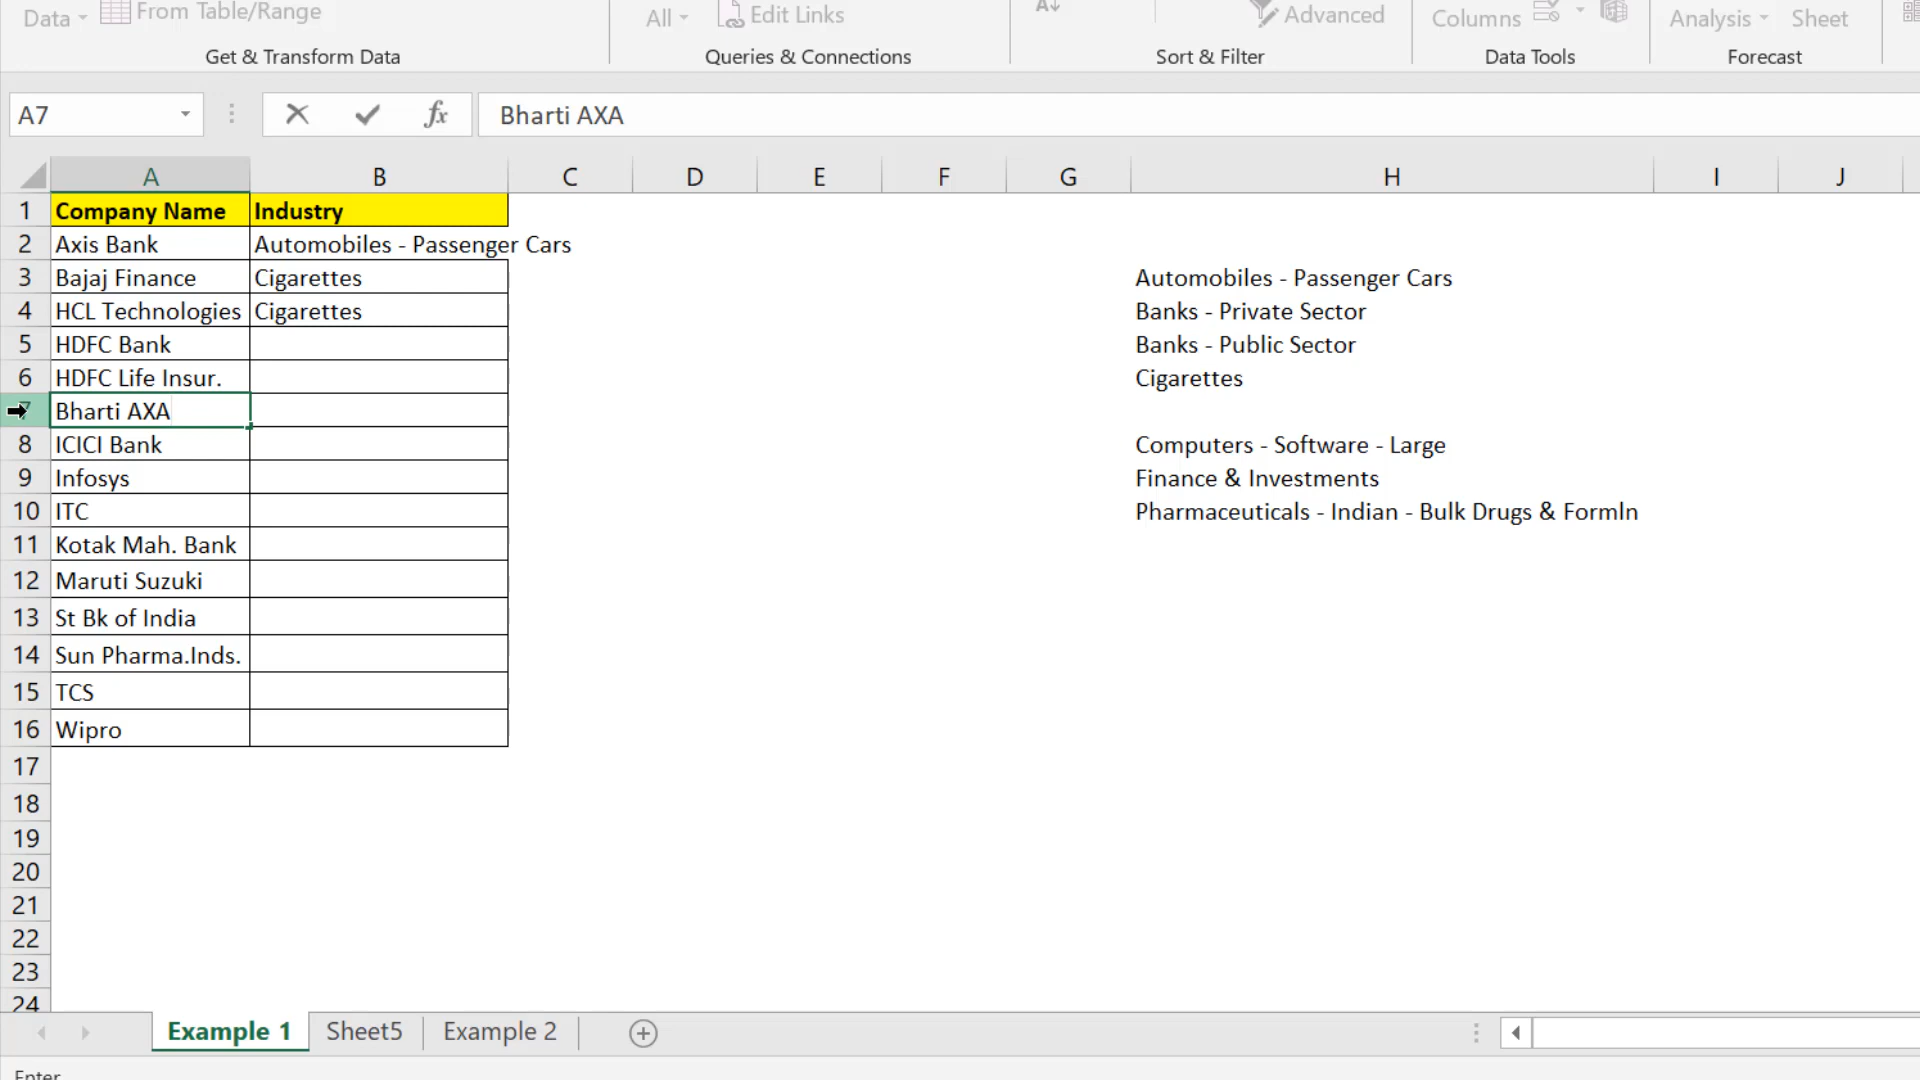 Data From Table/Range All Edit Links Advanced Columns Analysis Sheet
Get & Transform Data Queries & Connections Sort & Filter Data Tools Forecast
A7 fx Bharti AXA
A B C D E F G H I J
1 Company Name Industry
2 Axis Bank Automobiles - Passenger Cars
3 Bajaj Finance Cigarettes Automobiles - Passenger Cars
4 HCL Technologies Cigarettes Banks - Private Sector
5 HDFC Bank Banks - Public Sector
6 HDFC Life Insur. Cigarettes
7 Bharti AXA
8 ICICI Bank Computers - Software - Large
9 Infosys Finance & Investments
10 ITC Pharmaceuticals - Indian - Bulk Drugs & Formln
11 Kotak Mah. Bank
12 Maruti Suzuki
13 St Bk of India
14 Sun Pharma.Inds.
15 TCS
16 Wipro
17
18
19
20
21
22
23
24
Example 1 Sheet5 Example 2
Enter